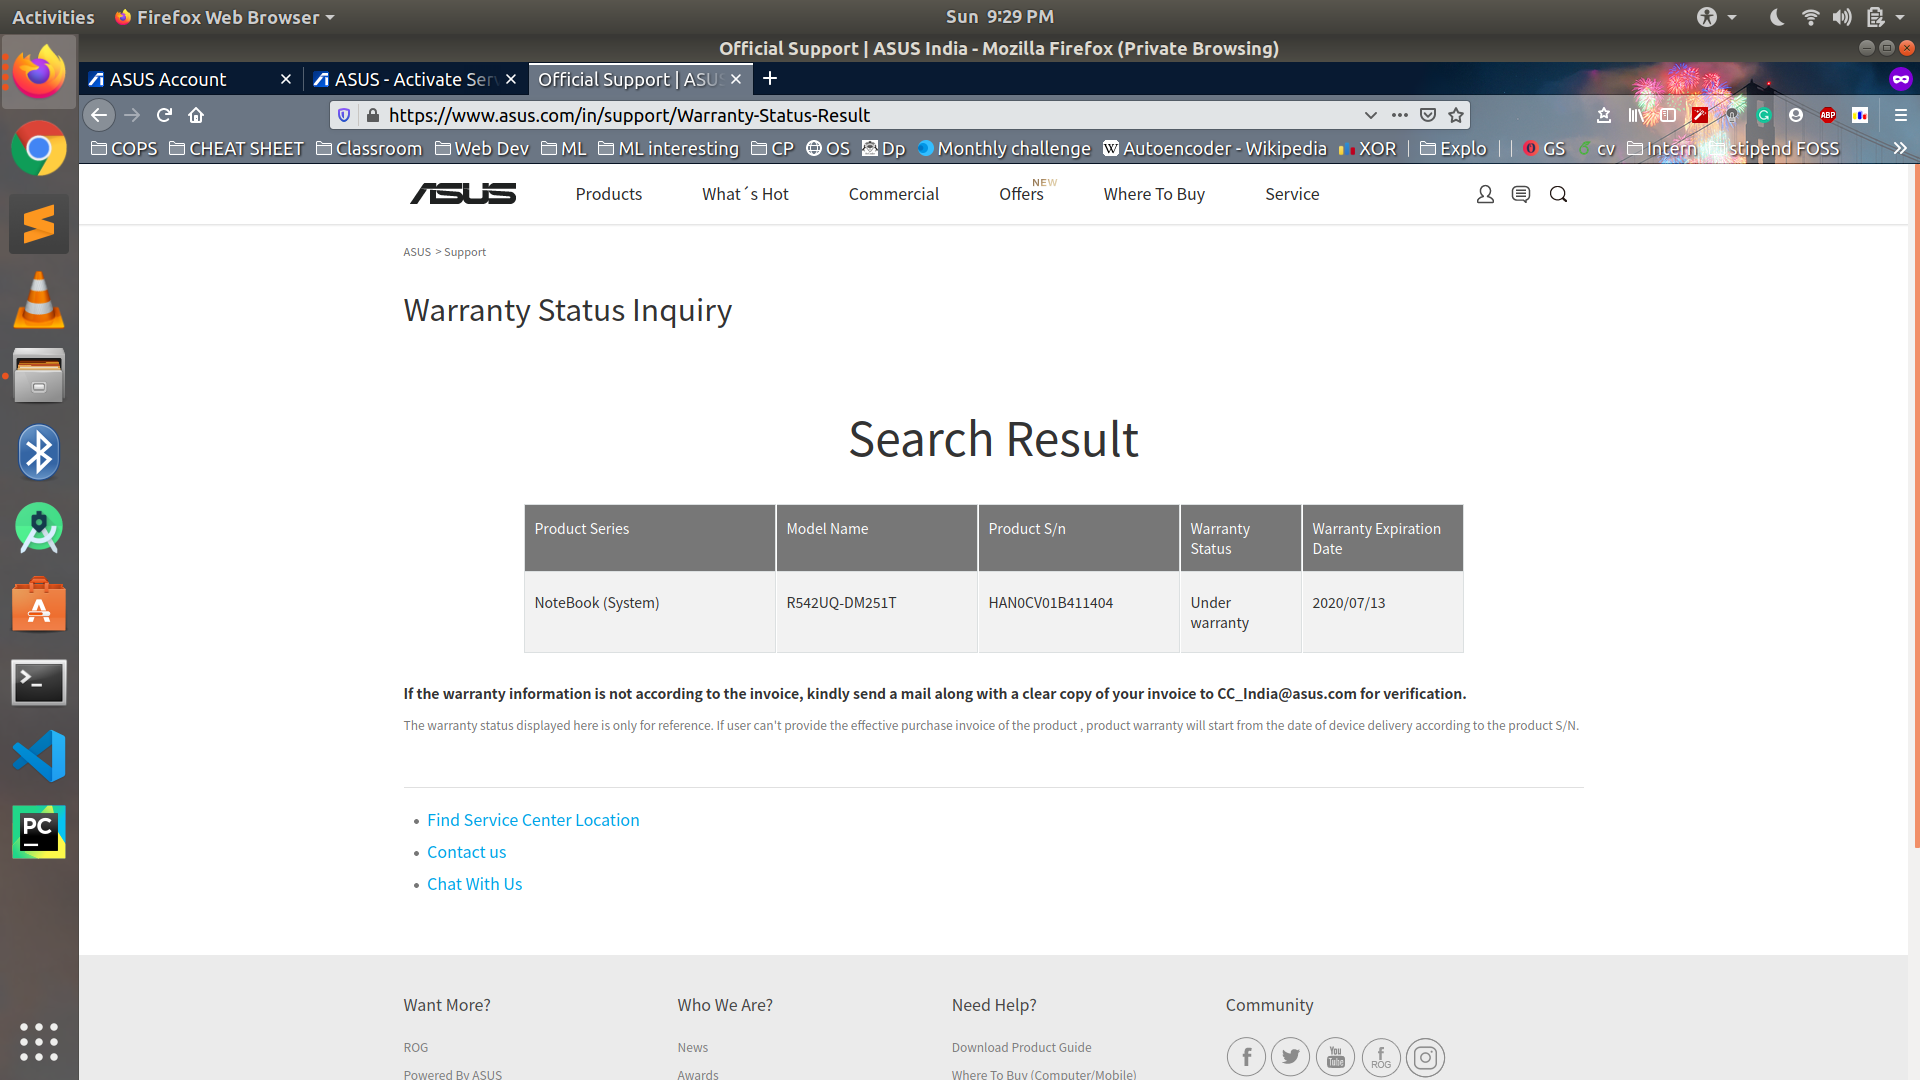 Activities Firefox Web Browser Sun 9:29 PM
Official Support | ASUS India - Mozilla Firefox (Private Browsing)
ASUS Account ASUS - Activate Ser Official Support | ASUS
https://www.asus.com/in/support/Warranty-Status-Result ABP
COPS CHEAT SHEET Classroom Web Dev ML ML interesting CP OS Dp Monthly challenge Autoencoder - Wikipedia XOR Explo GS cv Intern stipend FOSS
ASUS Products What´s Hot Commercial Offers NEW Where To Buy Service
ASUS > Support
Warranty Status Inquiry
Search Result
Product Series Model Name Product S/n Warranty Status Warranty Expiration Date
NoteBook (System) R542UQ-DM251T HAN0CV01B411404 Under warranty 2020/07/13
If the warranty information is not according to the invoice, kindly send a mail along with a clear copy of your invoice to CC_India@asus.com for verification.
The warranty status displayed here is only for reference. If user can't provide the effective purchase invoice of the product , product warranty will start from the date of device delivery according to the product S/N.
Find Service Center Location
Contact us
Chat With Us
PC
Want More? Who We Are? Need Help? Community
ROG News Download Product Guide You Tube ROG
Powered By ASUS Awards Where To Buy (Computer/Mobile)